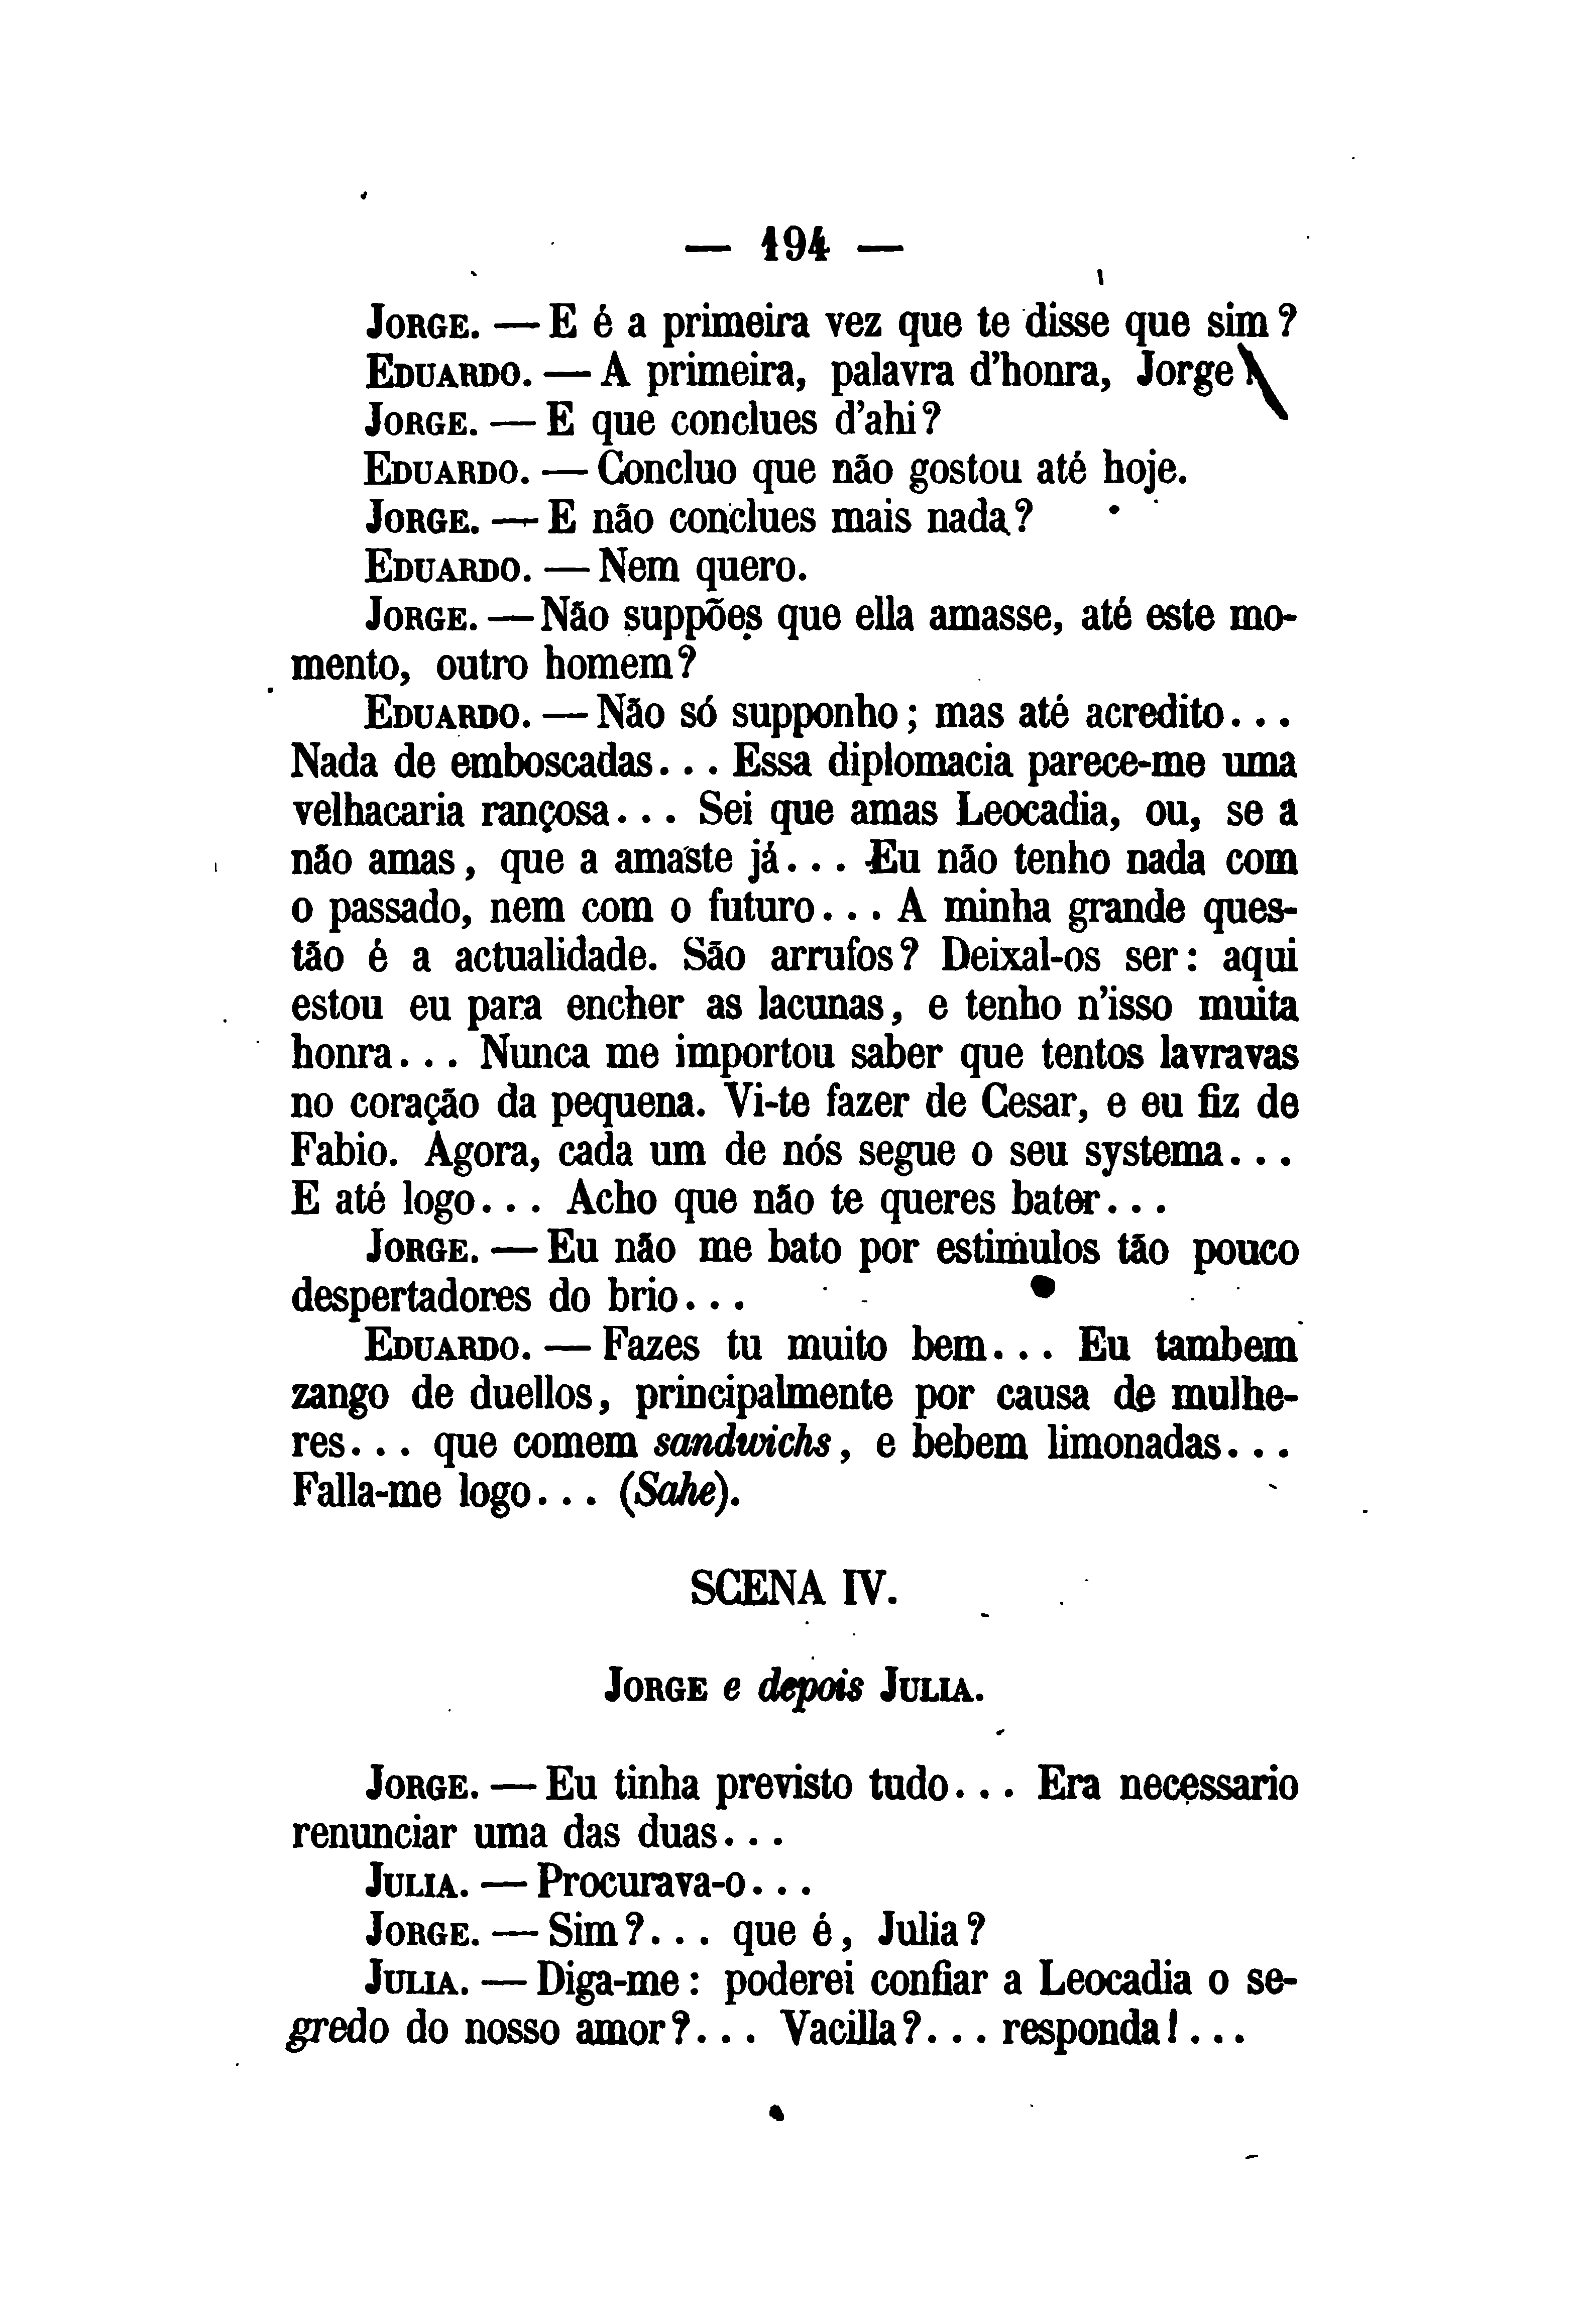 — 194 —
JORGE. — E é a primeira vez que te disse que sim?
EDUARDO. — A primeira, palavra d'honra, Jorge!
JORGE. — E que conclues d'ahi?
EDUARDO. — Concluo que não gostou até hoje.
JORGE. — E não conclues mais nada?
EDUARDO. — Nem quero.
JORGE. — Não suppões que ella amasse, até este mo-
mento, outro homem?
EDUARDO. — Não só supponho; mas até acredito...
Nada de emboscadas... Essa diplomacia parece-me uma
velhacaria rançosa... Sei que amas Leocadia, ou, se a
não amas, que a amaste já... Eu não tenho nada com
o passado, nem com o futuro... A minha grande ques-
tão é a actualidade. São arrufos? Deixal-os ser: aqui
estou eu para encher as lacunas, e tenho n'isso muita
honra... Nunca me importou saber que tentos lavravas
no coração da pequena. Vi-te fazer de Cesar, e eu fiz de
Fabio. Agora, cada um de nós segue o seu systema...
E até logo... Acho que não te queres bater...
JORGE. — Eu não me bato por estimulos tão pouco
despertadores do brio...
EDUARDO. — Fazes tu muito bem... Eu tambem
zango de duellos, principalmente por causa de mulhe-
res... que comem sandwichs, e bebem limonadas...
Falla-me logo... (Sahe).
SCENA IV.
JORGE e depois JULIA.
JORGE. — Eu tinha previsto tudo... Era necessario
renunciar uma das duas...
JULIA. — Procurava-o...
JORGE. — Sim?... que é, Julia?
JULIA. — Diga-me: poderei confiar a Leocadia o se-
gredo do nosso amor?... Vacilla?... responda!...